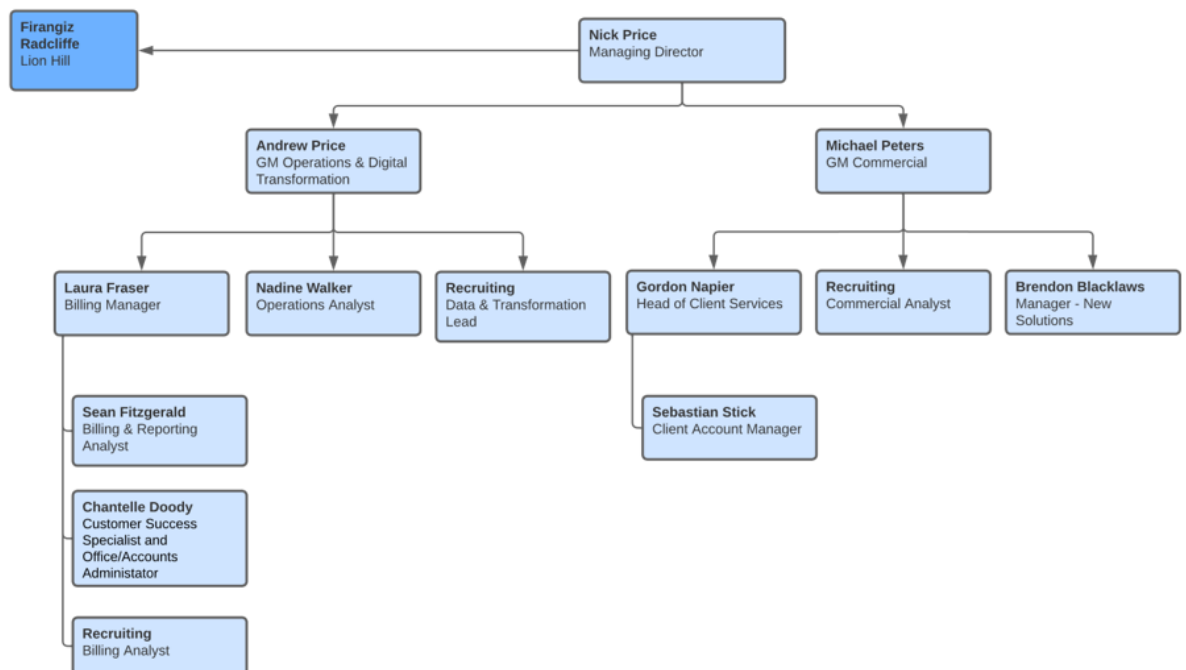 Firangiz
Radcliffe
Lion Hill
Nick Price
Managing Director
Andrew Price
GM Operations & Digital
Transformation
Michael Peters
GM Commercial
Laura Fraser
Billing Manager
Nadine Walker
Operations Analyst
Recruiting
Data & Transformation
Lead
Gordon Napier
Head of Client Services
Recruiting
Commercial Analyst
Brendon Blacklaws
Manager - New
Solutions
Sean Fitzgerald
Billing & Reporting
Analyst
Sebastian Stick
Client Account Manager
Chantelle Doody
Customer Success
Specialist and
Office/Accounts
Administator
Recruiting
Billing Analyst